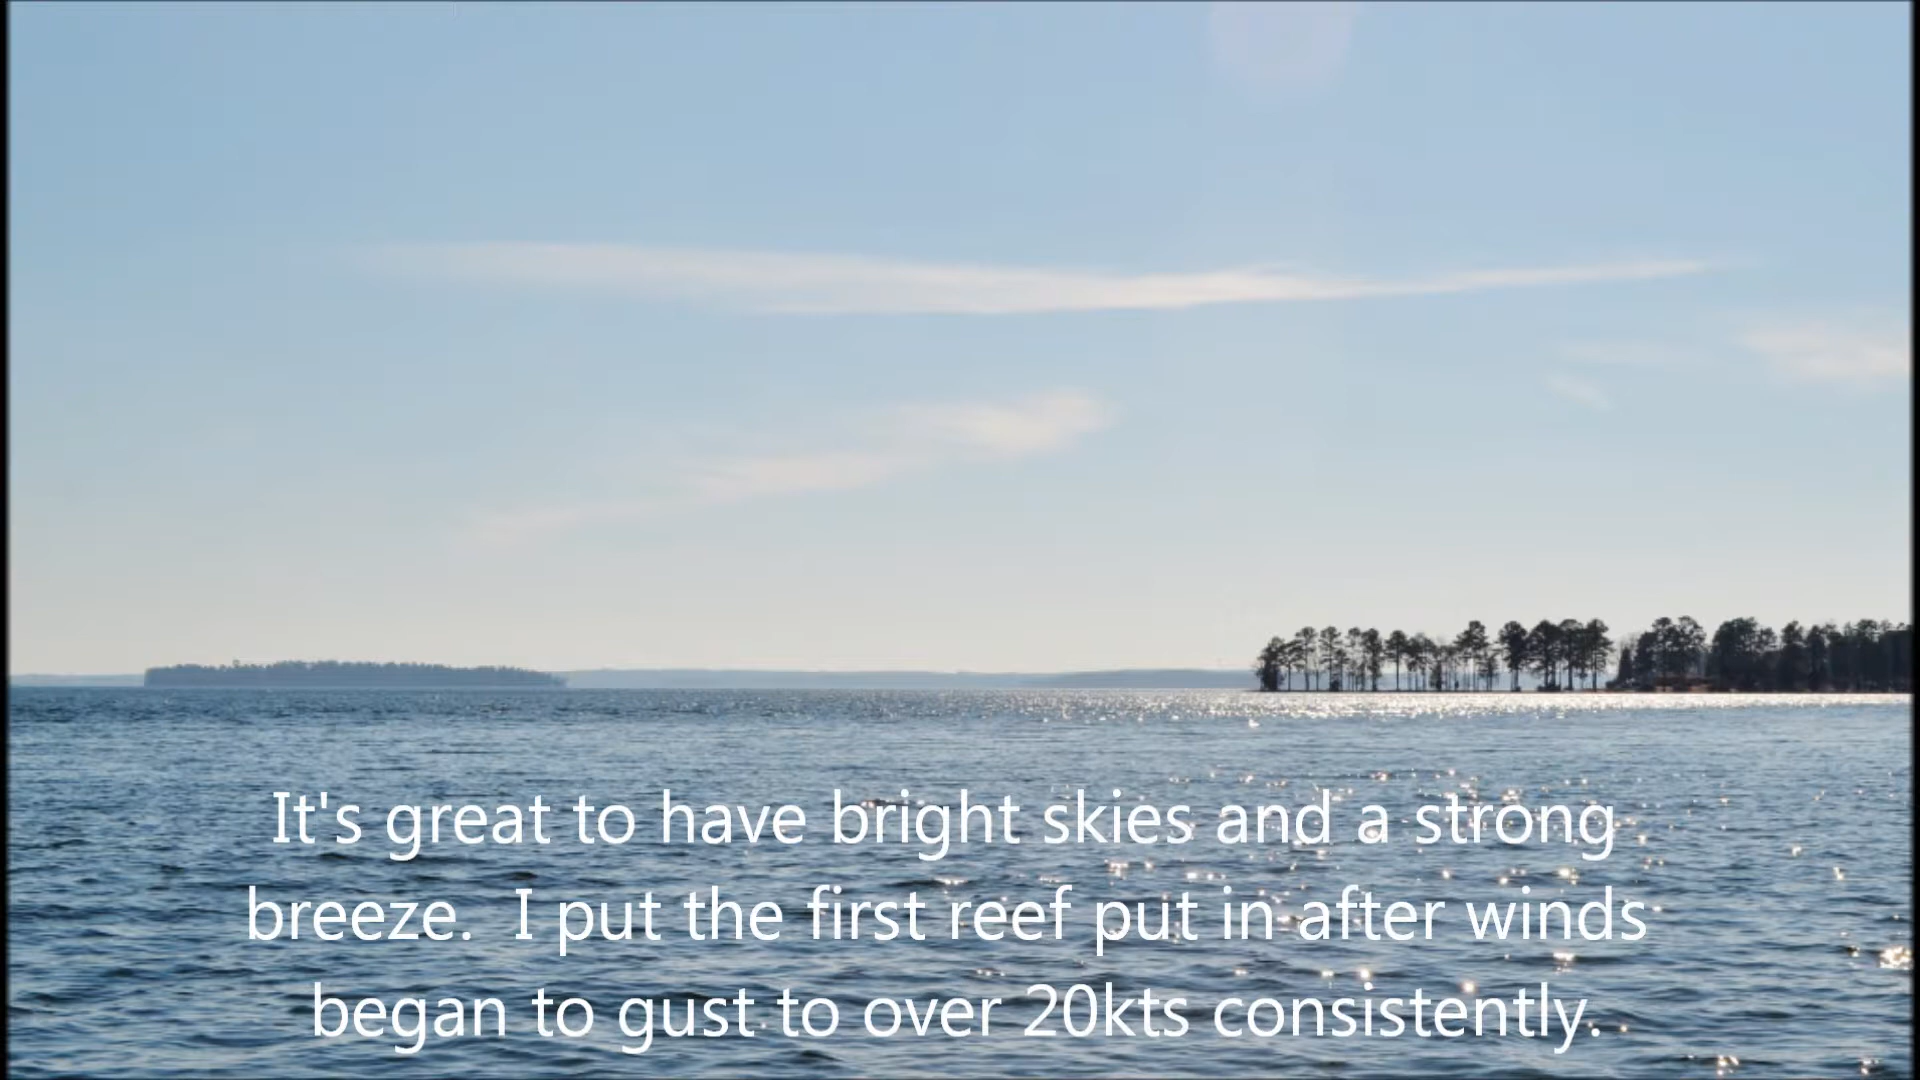 It's great to have bright skies and a strong
breeze.  I put the first reef put in after winds
began to gust to over 20kts consistently.